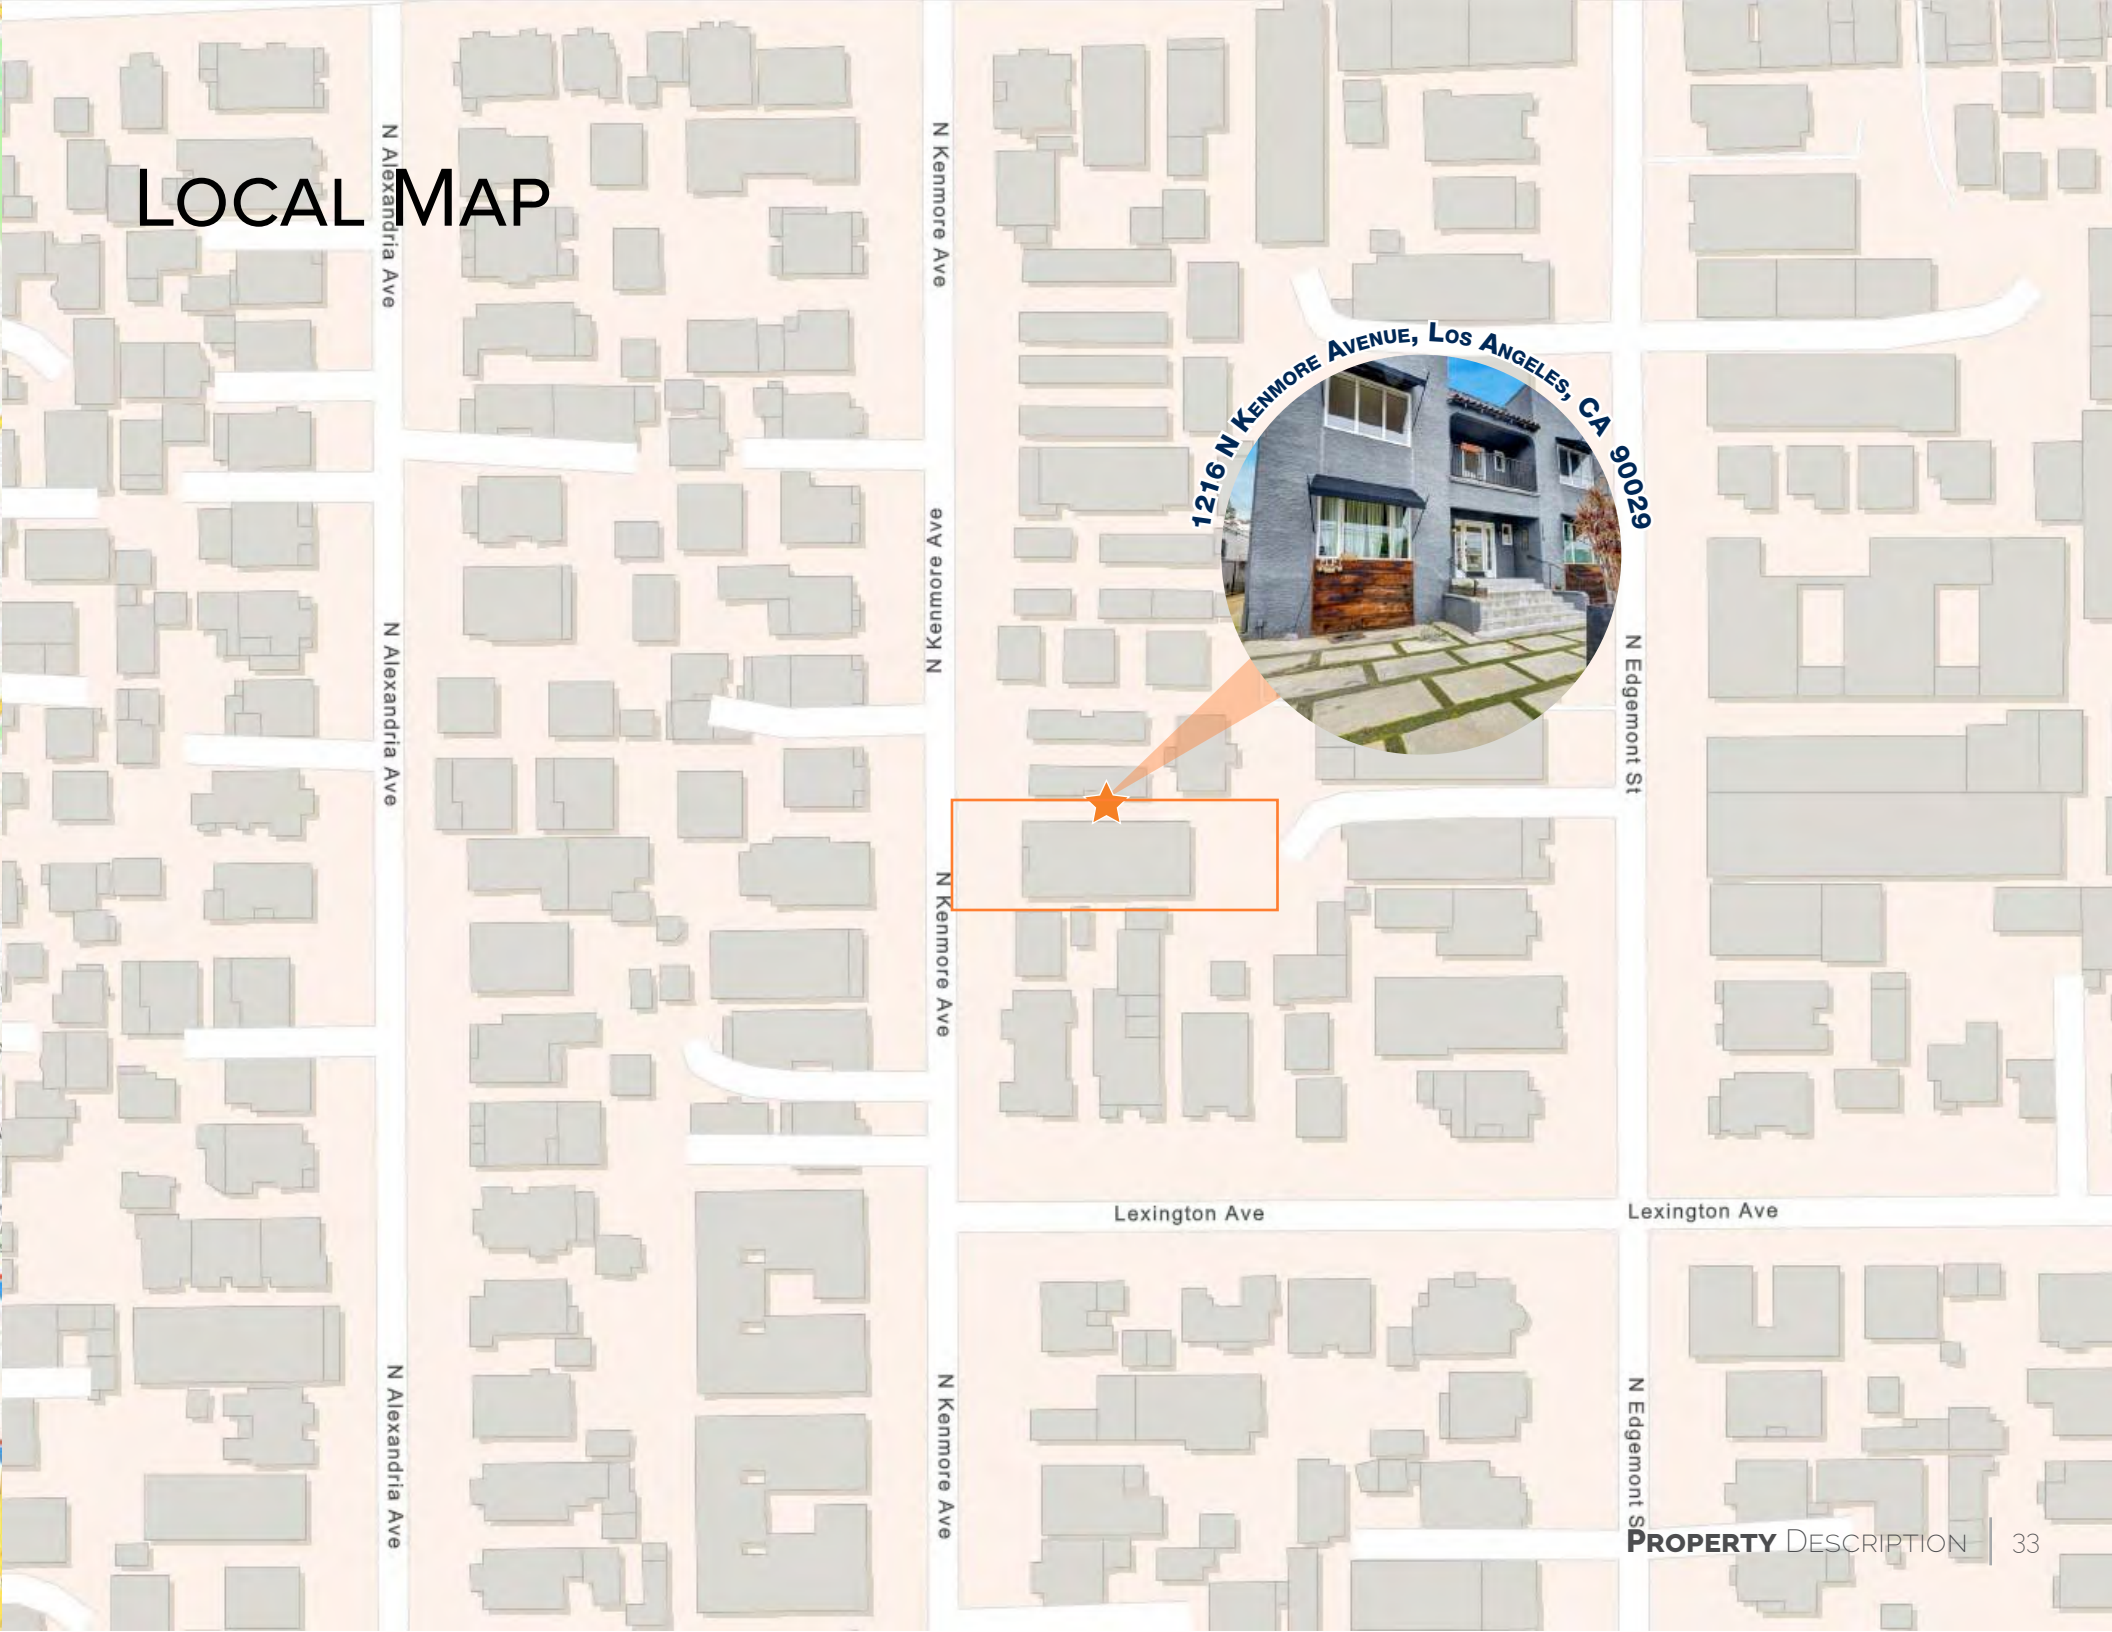 LOCAL MAP
N Alexandria Ave
N Kenmore Ave
1216 N KENMORE AVENUE, LOS ANGELES, CA 90029
N Kenmore Ave
N Alexandria Ave
N Edgemont St
N Kenmore Ave
Lexington Ave
Lexington Ave
N Alexandria Ave
N Kenmore Ave
N Edgemont S
PROPERTY DESCRIPTION | 33